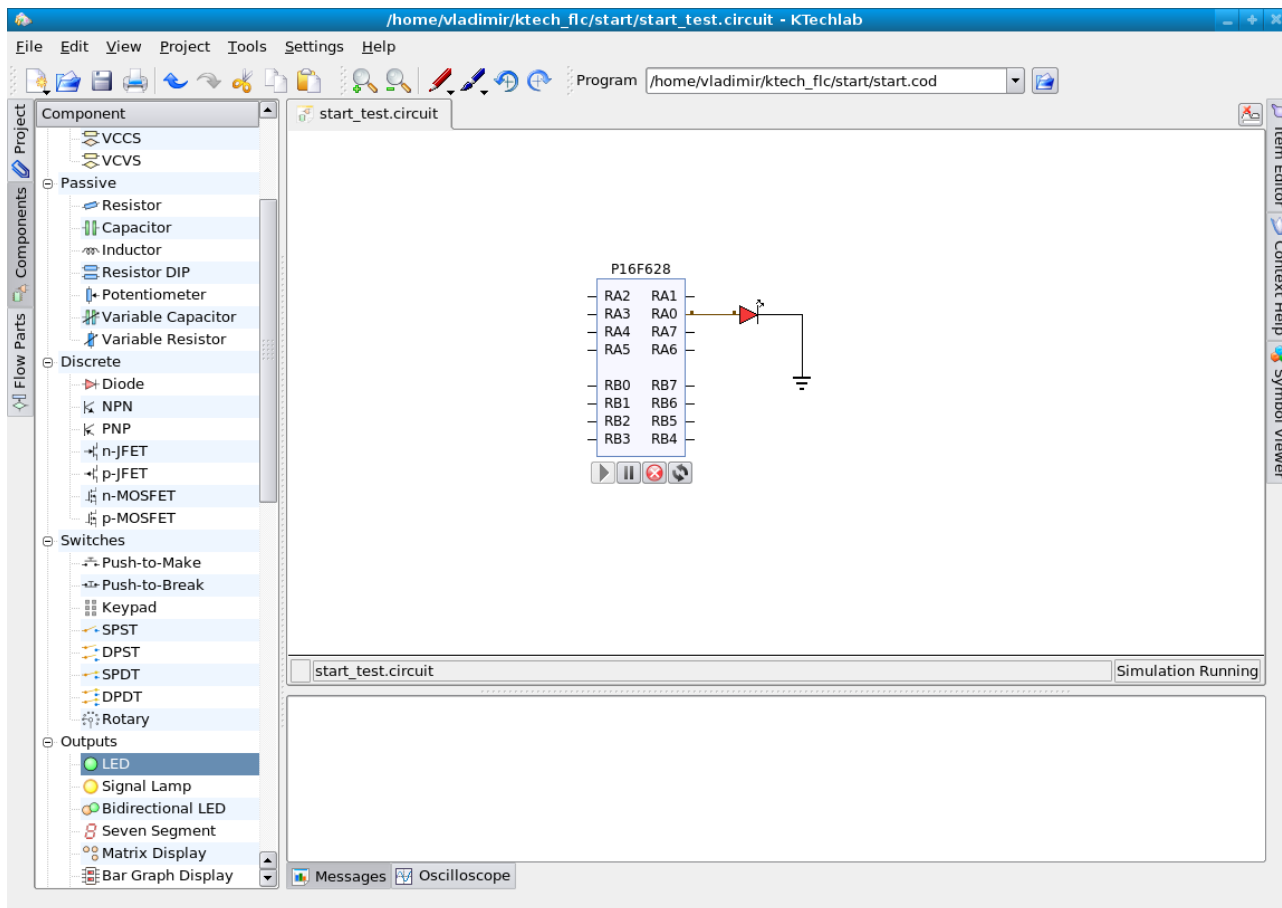 /home/vladimir/ktech_flc/start/start_test.circuit - KTechlab
File Edit View Project Tools Settings Help
Program /home/vladimir/ktech_flc/start/start.cod
Project
Components
Flow Parts
Component
VCCS
VCVS
Passive
Resistor
Capacitor
Inductor
Resistor DIP
Potentiometer
Variable Capacitor
Variable Resistor
Discrete
Diode
NPN
PNP
n-JFET
p-JFET
n-MOSFET
p-MOSFET
Switches
Push-to-Make
Push-to-Break
Keypad
SPST
DPST
SPDT
DPDT
Rotary
Outputs
LED
Signal Lamp
Bidirectional LED
Seven Segment
Matrix Display
Bar Graph Display
start_test.circuit
P16F628
RA2 RA1
RA3 RA0
RA4 RA7
RA5 RA6
RB0 RB7
RB1 RB6
RB2 RB5
RB3 RB4
start_test.circuit Simulation Running
Messages Oscilloscope
Item Editor
Context Help
Symbol Viewer